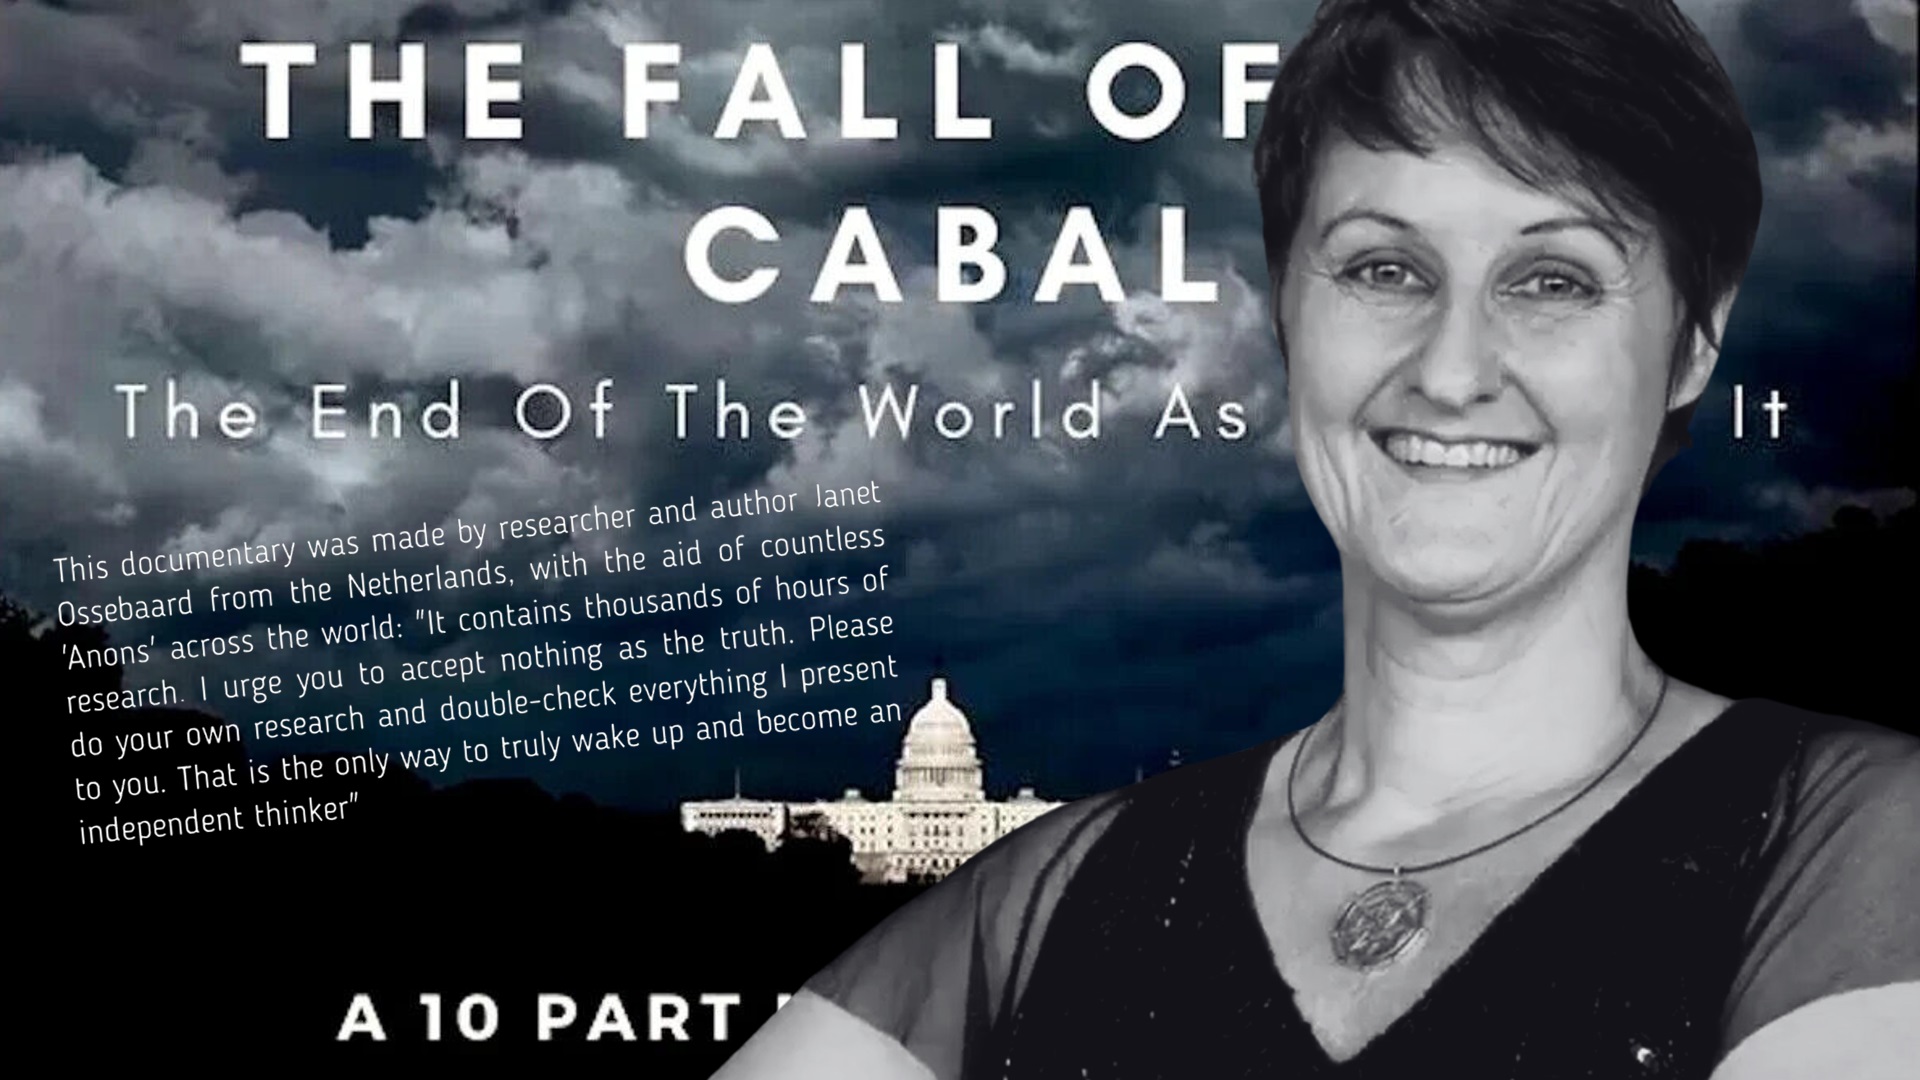 THE FALL OF
CABAL
The End Of The World As It
This documentary was made by researcher and author Janet
Ossebaard from the Netherlands, with the aid of countless
'Anons' across the world: "It contains thousands of hours of
research. I urge you to accept nothing as the truth. Please
do your own research and double-check everything I present
to you. That is the only way to truly wake up and become an
independent thinker"
A 10 PART